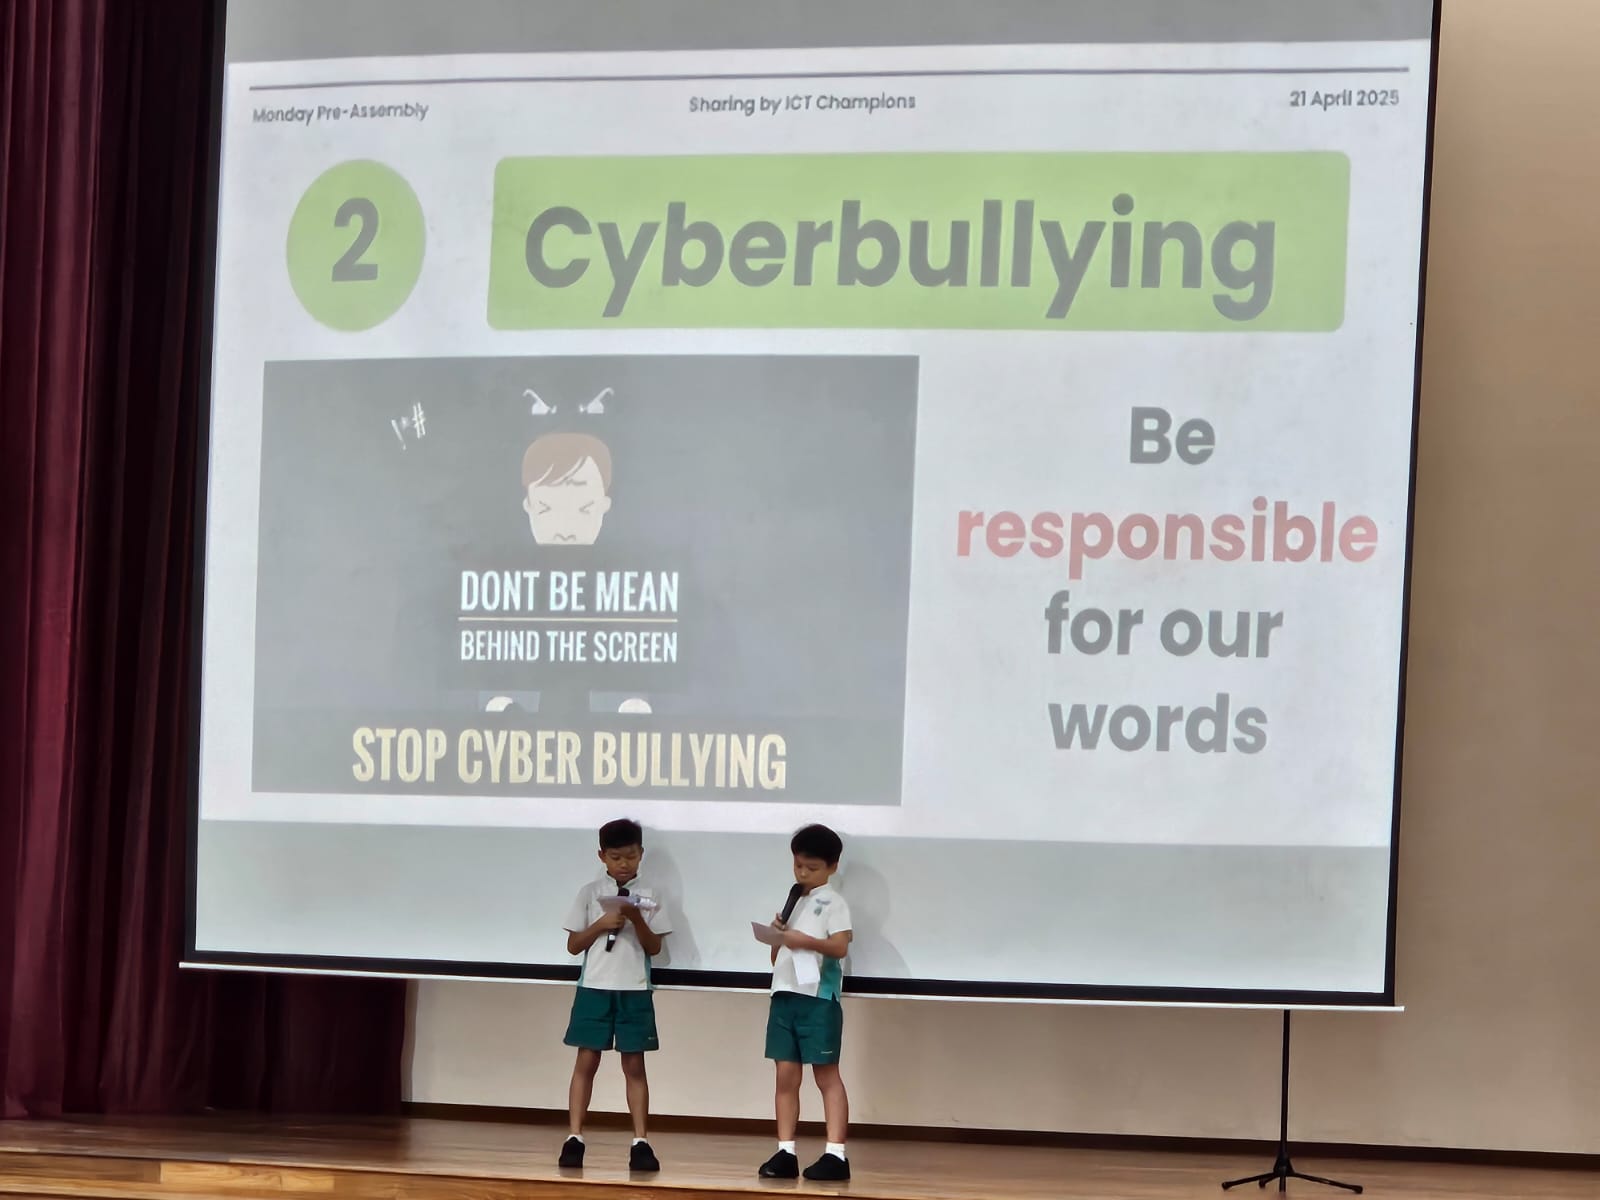 Monday Pre-Assembly
Sharing by ICT Champions
21 April 2025
2
Cyberbullying
!*#
DONT BE MEAN
BEHIND THE SCREEN
STOP CYBER BULLYING
Be
responsible
for our
words